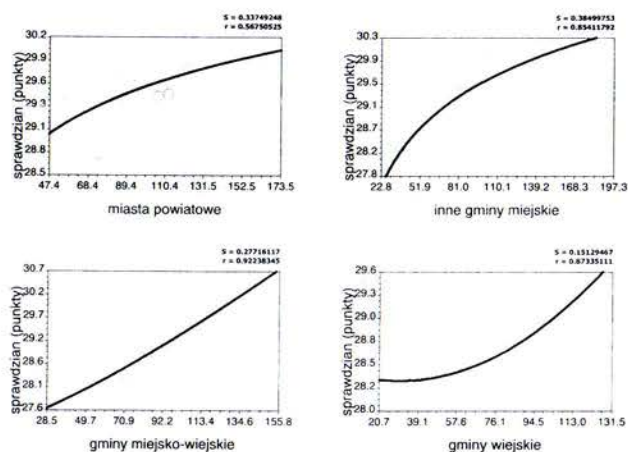 S = 0.33749248
r = 0.56750525
sprawdzian (punkty)
30.2
29.9
29.6
29.3
29.1
28.8
28.5
47.4 68.4 89.4 110.4 131.5 152.5 173.5
miasta powiatowe
S = 0.38499753
r = 0.85411792
sprawdzian (punkty)
30.3
29.9
29.5
29.1
28.7
28.2
27.8
22.8 51.9 81.0 110.1 139.2 168.3 197.3
inne gminy miejskie
S = 0.27716117
r = 0.92238345
sprawdzian (punkty)
30.7
30.2
29.7
29.2
28.6
28.1
27.6
28.5 49.7 70.9 92.2 113.4 134.6 155.8
gminy miejsko-wiejskie
S = 0.15129467
r = 0.87335111
sprawdzian (punkty)
29.6
29.3
29.0
28.8
28.5
28.2
28.0
20.7 39.1 57.6 76.1 94.5 113.0 131.5
gminy wiejskie